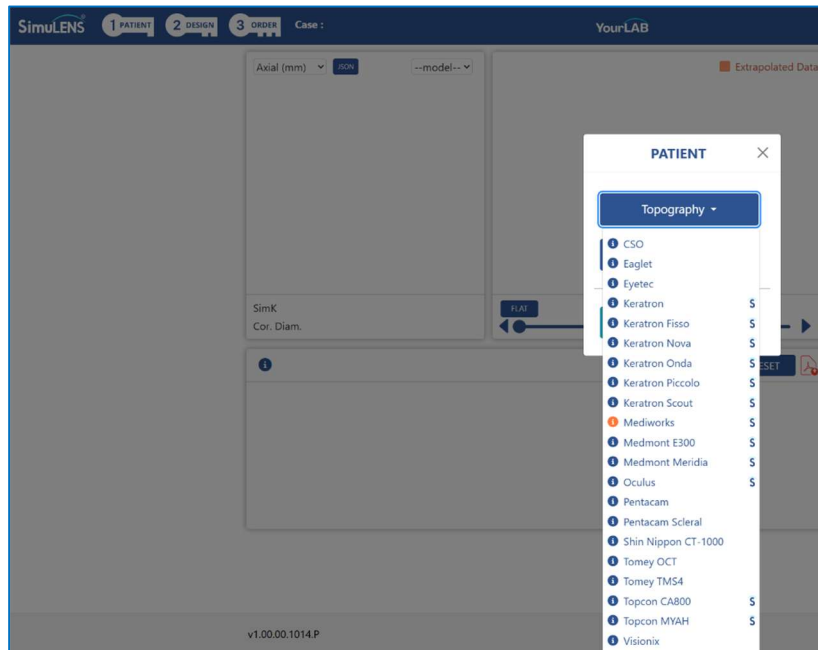 SimuLENS® 1 PATIENT 2 DESIGN 3 ORDER Case : YourLAB
Axial (mm) JSON --model--
Extrapolated Data
SimK
Cor. Diam.
FLAT
PATIENT ×
Topography
CSO
Eaglet
Eyetec
Keratron $
Keratron Fisso $
Keratron Nova $
Keratron Onda $
Keratron Piccolo $
Keratron Scout $
Mediworks $
Medmont E300 $
Medmont Meridia $
Oculus $
Pentacam
Pentacam Scleral
Shin Nippon CT-1000
Tomey OCT
Tomey TMS4
Topcon CA800 $
Topcon MYAH $
Visionix
v1.00.00.1014.P